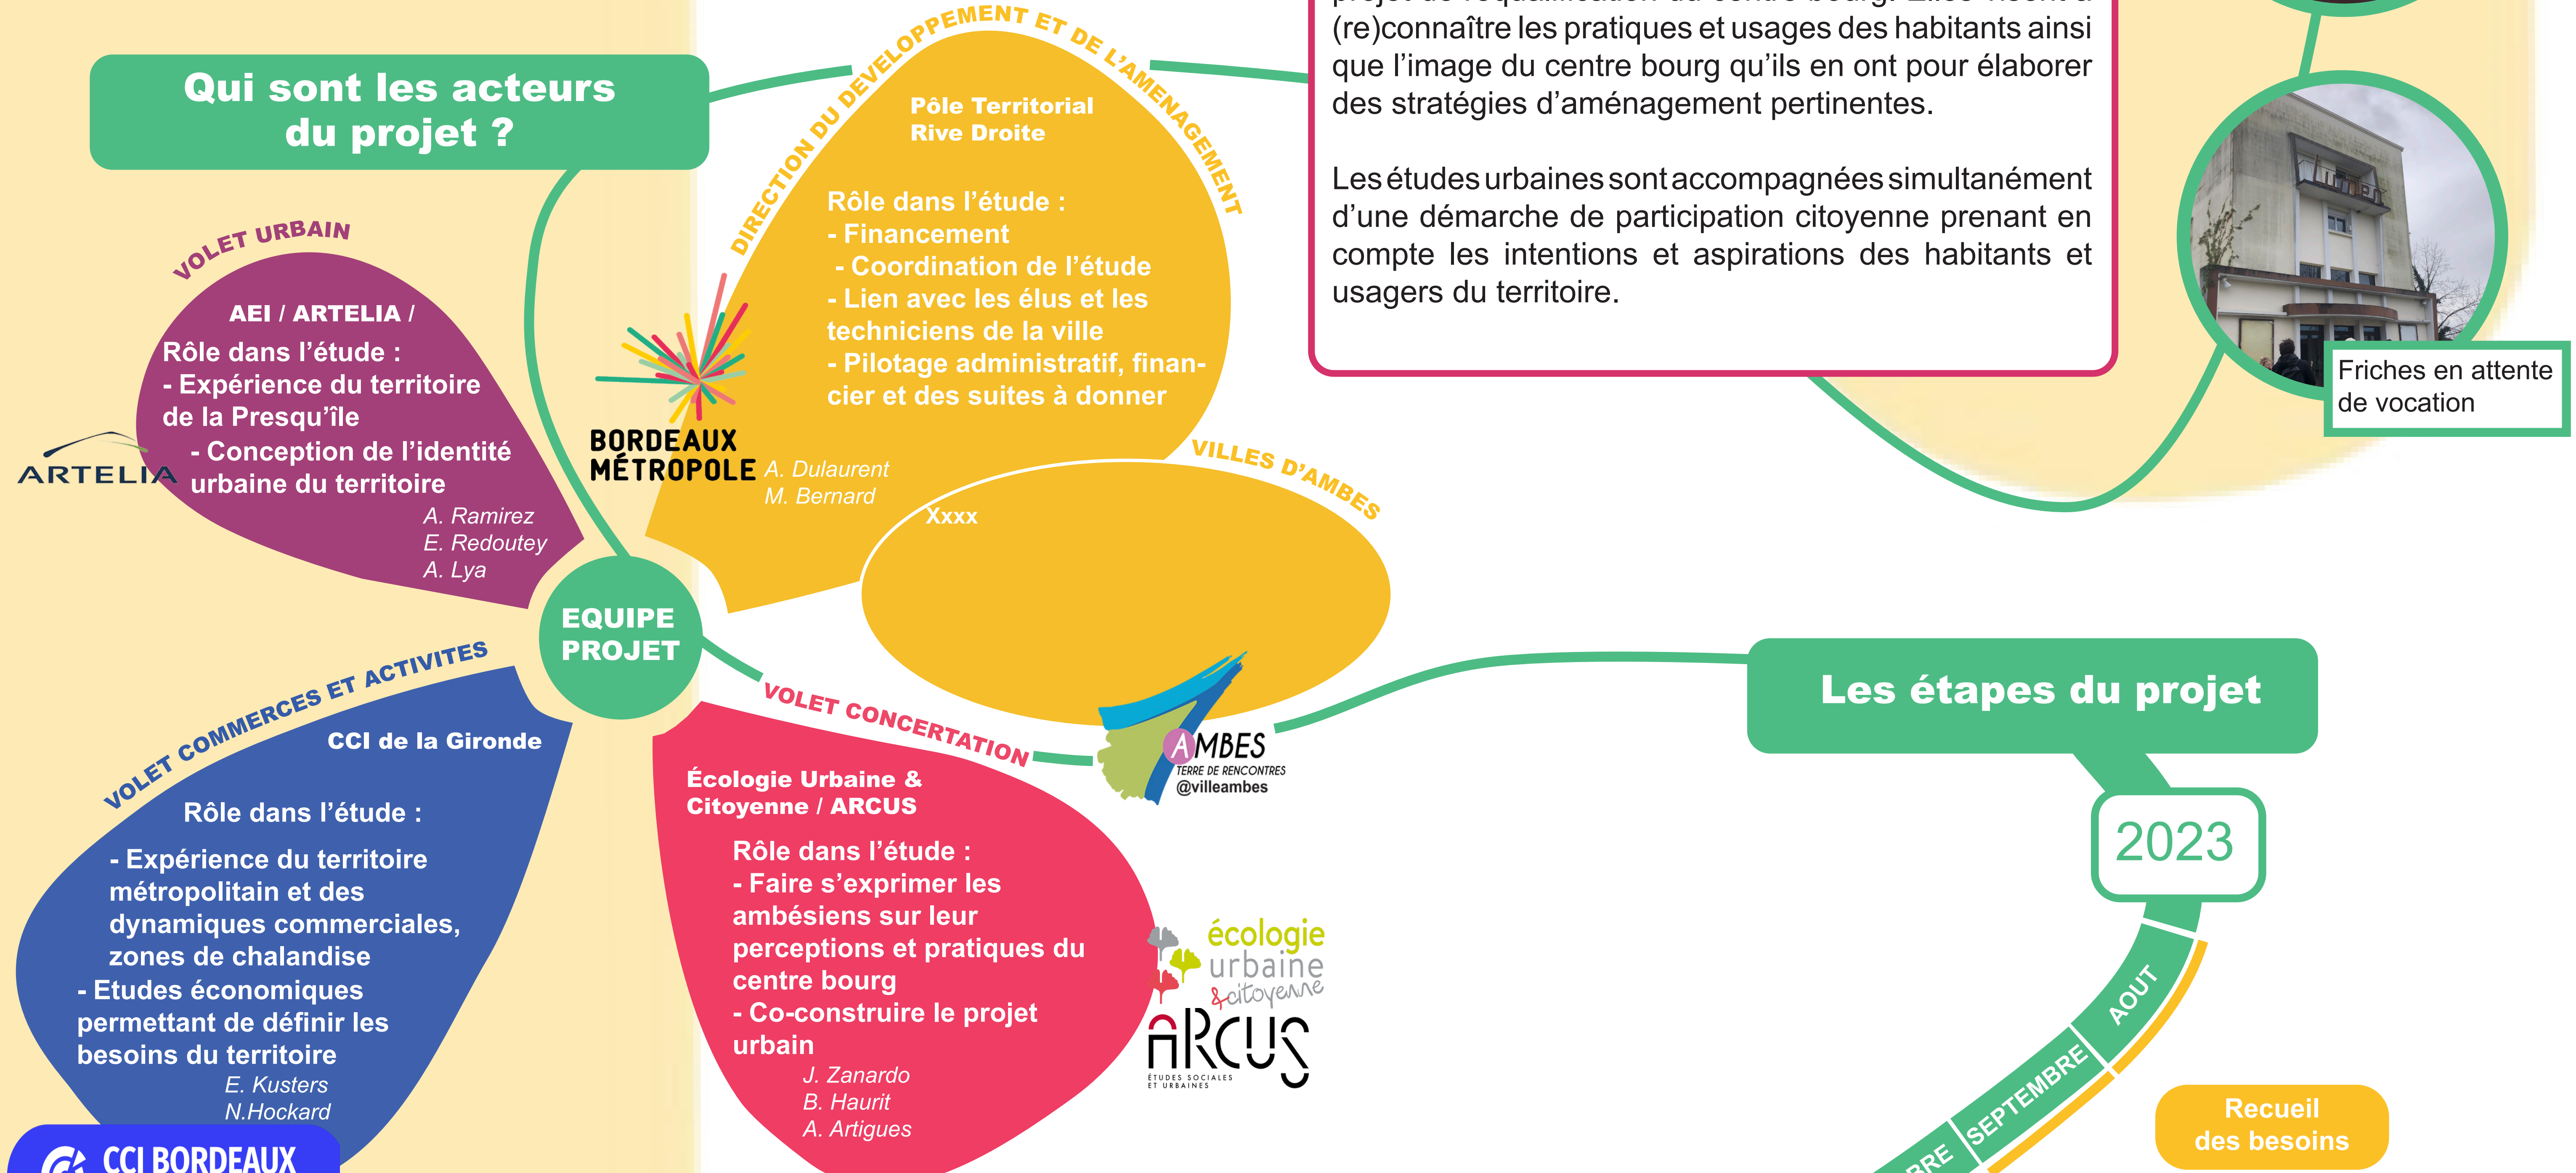 Qui sont les acteurs
du projet ?
DIRECTION DU DEVELOPPEMENT ET DE L'AMENAGEMENT
Pôle Territorial
Rive Droite
Rôle dans l'étude :
- Financement
- Coordination de l'étude
- Lien avec les élus et les
techniciens de la ville
- Pilotage administratif, finan-
cier et des suites à donner
BORDEAUX
MÉTROPOLE
A. Dulaurent
M. Bernard
VOLET URBAIN
AEI / ARTELIA /
Rôle dans l'étude :
- Expérience du territoire
de la Presqu'île
- Conception de l'identité
urbaine du territoire
ARTELIA
A. Ramirez
E. Redoutey
A. Lya
VILLES D'AMBES
Xxxx
AMBES
TERRE DE RENCONTRES
@villeambes
EQUIPE
PROJET
VOLET COMMERCES ET ACTIVITES
CCI de la Gironde
Rôle dans l'étude :
- Expérience du territoire
métropolitain et des
dynamiques commerciales,
zones de chalandise
- Etudes économiques
permettant de définir les
besoins du territoire
E. Kusters
N.Hockard
CCI BORDEAUX
VOLET CONCERTATION
Écologie Urbaine &
Citoyenne / ARCUS
Rôle dans l'étude :
- Faire s'exprimer les
ambésiens sur leur
perceptions et pratiques du
centre bourg
- Co-construire le projet
urbain
J. Zanardo
B. Haurit
A. Artigues
écologie
urbaine
&citoyenne
ARCUS
ÉTUDES SOCIALES
ET URBAINES
(re)connaître les pratiques et usages des habitants ainsi
que l'image du centre bourg qu'ils en ont pour élaborer
des stratégies d'aménagement pertinentes.
Les études urbaines sont accompagnées simultanément
d'une démarche de participation citoyenne prenant en
compte les intentions et aspirations des habitants et
usagers du territoire.
Friches en attente
de vocation
Les étapes du projet
2023
AOUT
SEPTEMBRE
BRE
Recueil
des besoins